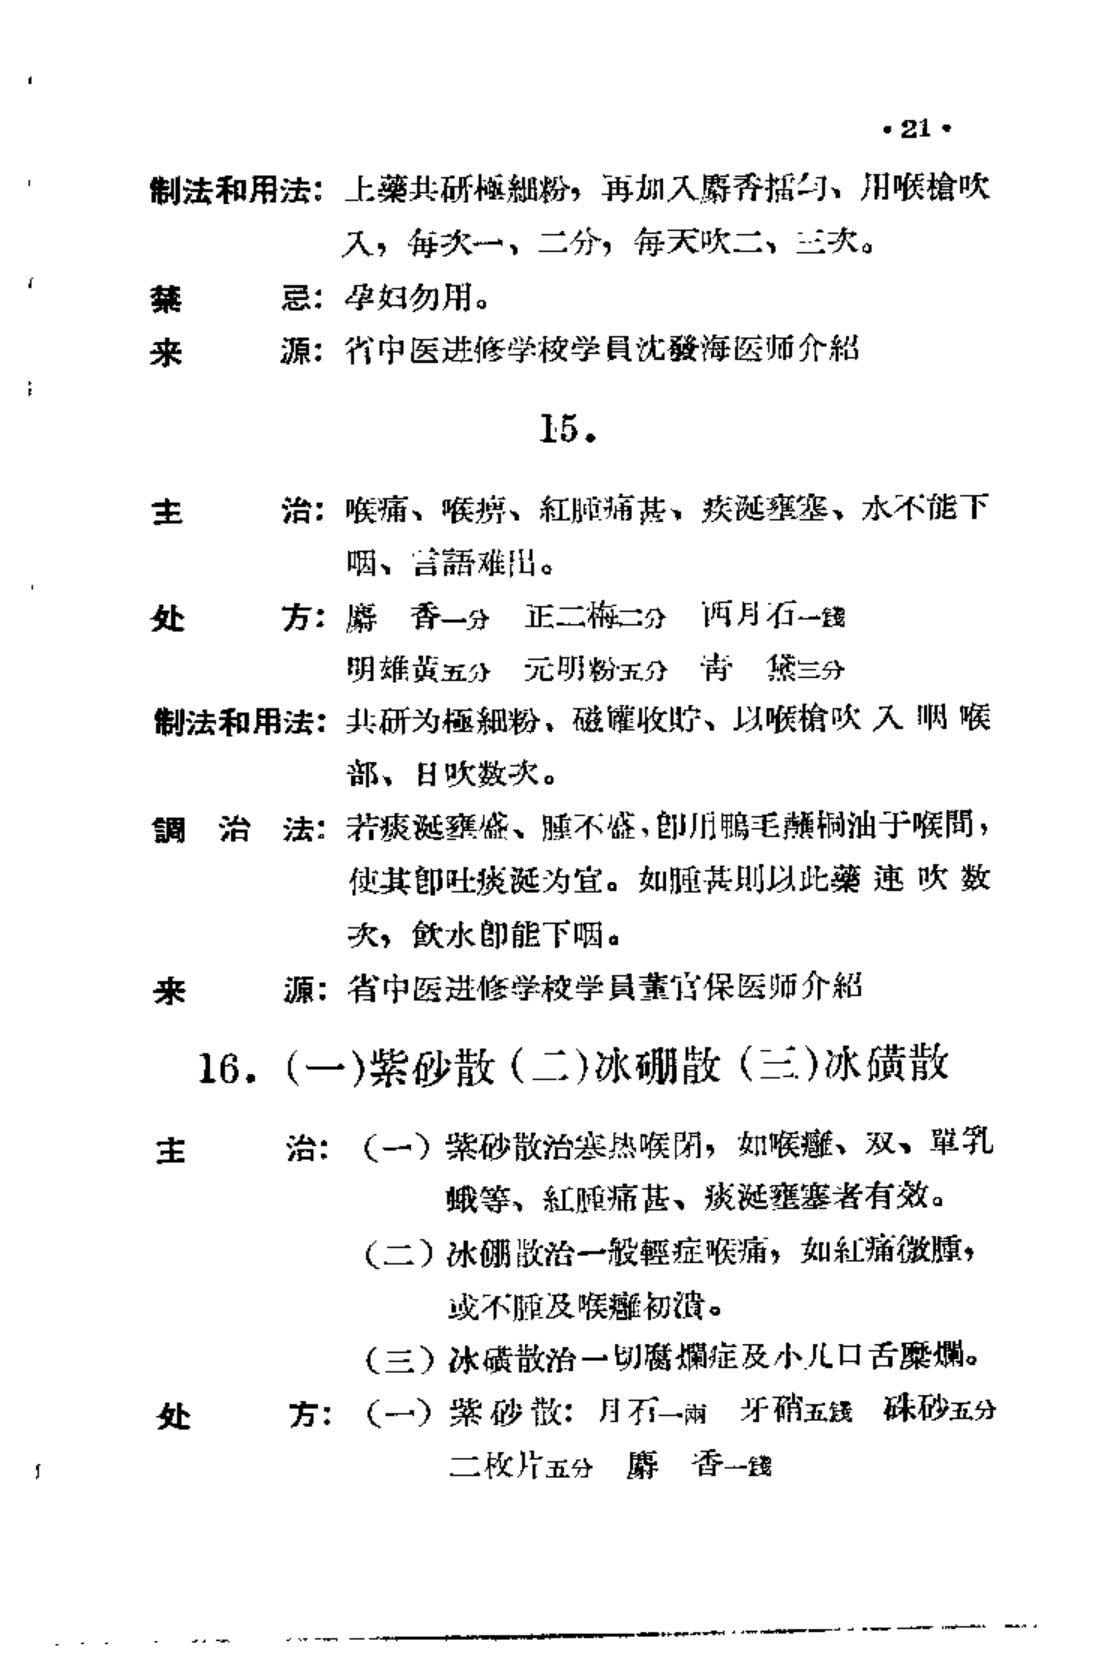 ·21·
制法和用法：上藥共研極細粉，再加入麝香擂匀、用喉槍吹
入，每次一、二分，每天吹二、三次。
禁　　忌：孕妇勿用。
来　　源：省中医进修学校学員沈發海医师介紹
15.
主　　治：喉痛、喉痹、紅腫痛甚、痰涎壅塞、水不能下
咽、言語难出。
处　　方：麝　香一分　正二梅二分　西月石一錢
明雄黃五分　元明粉五分　靑　黛三分
制法和用法：共研为極細粉、磁罐收貯、以喉槍吹入咽喉
部、日吹数次。
調治法：若痰涎壅盛、腫不盛，卽用鴨毛蘸桐油于喉間，
使其卽吐痰涎为宜。如腫甚則以此藥連吹数
次，飲水卽能下咽。
来　　源：省中医进修学校学員董官保医师介紹
16. (一)紫砂散 (二)冰硼散 (三)冰磺散
主　　治：（一）紫砂散治塞热喉閉，如喉癰、双、單乳
蛾等、紅腫痛甚、痰涎壅塞者有效。
（二）冰硼散治一般輕症喉痛，如紅痛微腫，
或不腫及喉癰初潰。
（三）冰磺散治一切腐爛症及小儿口舌糜爛。
处　　方：（一）紫砂散：月石一兩　牙硝五錢　硃砂五分
二枚片五分　麝　香一錢